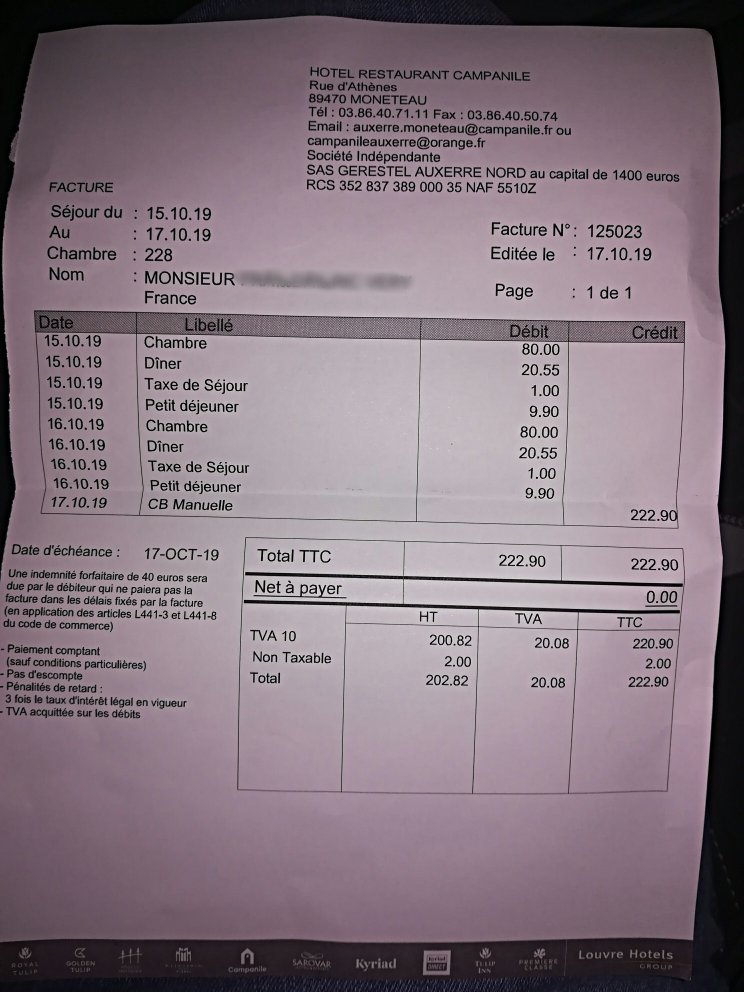 HOTEL RESTAURANT CAMPANILE
Rue d'Athènes
89470 MONETEAU
Tél : 03.86.40.71.11 Fax : 03.86.40.50.74
Email : auxerre.moneteau@campanile.fr ou
campanileauxerre@orange.fr
Société Indépendante
SAS GERESTEL AUXERRE NORD au capital de 1400 euros
RCS 352 837 389 000 35 NAF 5510Z
FACTURE
Séjour du : 15.10.19
Au : 17.10.19
Chambre : 228
Nom : MONSIEUR
France
Facture N° : 125023
Editée le : 17.10.19
Page : 1 de 1
Date Libellé Débit Crédit
15.10.19 Chambre 80.00
15.10.19 Dîner 20.55
15.10.19 Taxe de Séjour 1.00
15.10.19 Petit déjeuner 9.90
16.10.19 Chambre 80.00
16.10.19 Dîner 20.55
16.10.19 Taxe de Séjour 1.00
16.10.19 Petit déjeuner 9.90
17.10.19 CB Manuelle 222.90
Date d'échéance : 17-OCT-19
Une indemnité forfaitaire de 40 euros sera
due par le débiteur qui ne paiera pas la
facture dans les délais fixés par la facture
(en application des articles L441-3 et L441-8
du code de commerce)
- Paiement comptant
(sauf conditions particulières)
- Pas d'escompte
- Pénalités de retard :
3 fois le taux d'intérêt légal en vigueur
- TVA acquittée sur les débits
Total TTC 222.90 222.90
Net à payer 0.00
HT TVA TTC
TVA 10 200.82 20.08 220.90
Non Taxable 2.00 2.00
Total 202.82 20.08 222.90
ROYAL TULIP
GOLDEN TULIP
Campanile
SAROVAR
Kyriad
Kyriad DIRECT
TULIP INN
PREMIERE CLASSE
Louvre Hotels
GROUP